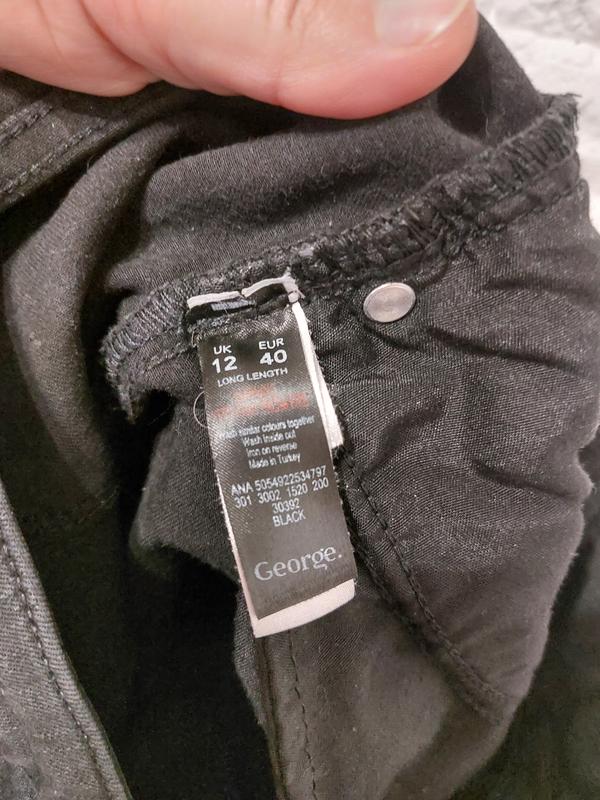 UK EUR
12 40
LONG LENGTH
Wash similar colours together
Wash Inside out
Iron on reverse
Made in Turkey
ANA 5054922534797
301 3002 1520 200
30392
BLACK
George.